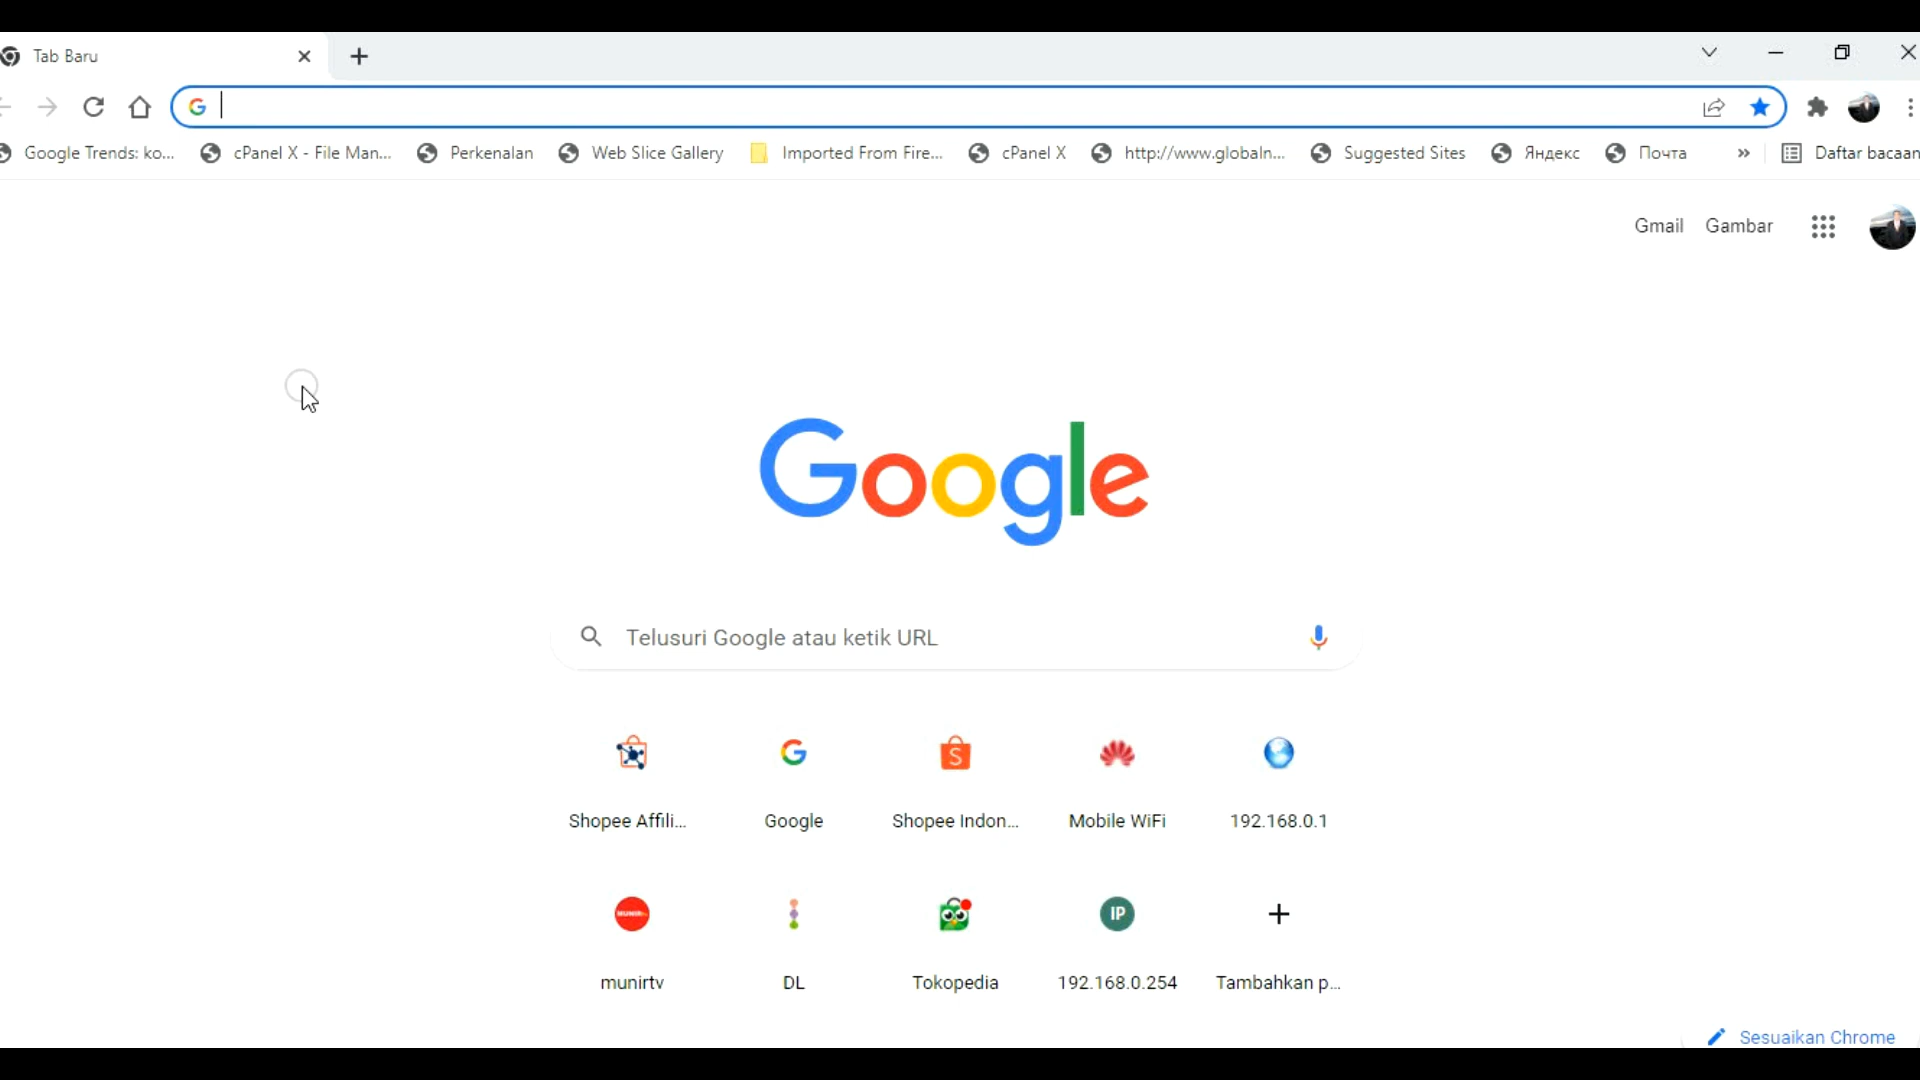 Tab Baru
Google Trends: ko... cPanel X - File Man... Perkenalan Web Slice Gallery Imported From Fire... cPanel X http://www.globaln... Suggested Sites Яндекс Почта » Daftar bacaan
Gmail Gambar
Google
Telusuri Google atau ketik URL
Shopee Affili... Google Shopee Indon... Mobile WiFi 192.168.0.1
MUNIR
IP
munirtv DL Tokopedia 192.168.0.254 Tambahkan p...
Sesuaikan Chrome